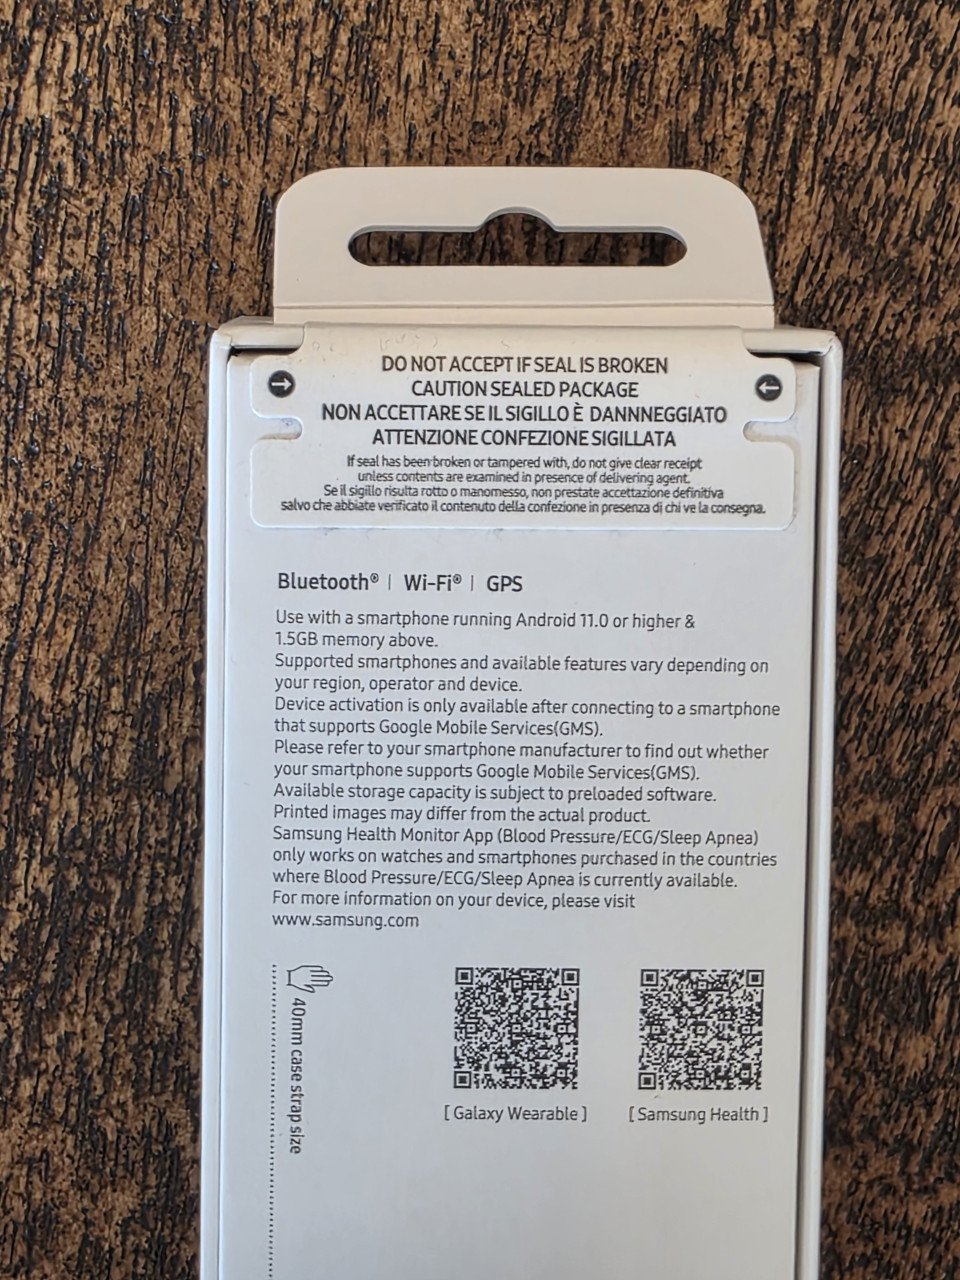 DO NOT ACCEPT IF SEAL IS BROKEN
CAUTION SEALED PACKAGE
NON ACCETTARE SE IL SIGILLO È DANNNEGGIATO
ATTENZIONE CONFEZIONE SIGILLATA
If seal has been broken or tampered with, do not give clear receipt
unless contents are examined in presence of delivering agent.
Se il sigillo risulta rotto o manomesso, non prestate accettazione definitiva
salvo che abbiate verificato il contenuto della confezione in presenza di chi ve la consegna.
Bluetooth® | Wi-Fi® | GPS
Use with a smartphone running Android 11.0 or higher &
1.5GB memory above.
Supported smartphones and available features vary depending on
your region, operator and device.
Device activation is only available after connecting to a smartphone
that supports Google Mobile Services(GMS).
Please refer to your smartphone manufacturer to find out whether
your smartphone supports Google Mobile Services(GMS).
Available storage capacity is subject to preloaded software.
Printed images may differ from the actual product.
Samsung Health Monitor App (Blood Pressure/ECG/Sleep Apnea)
only works on watches and smartphones purchased in the countries
where Blood Pressure/ECG/Sleep Apnea is currently available.
For more information on your device, please visit
www.samsung.com
40mm case strap size
[ Galaxy Wearable ]
[ Samsung Health ]